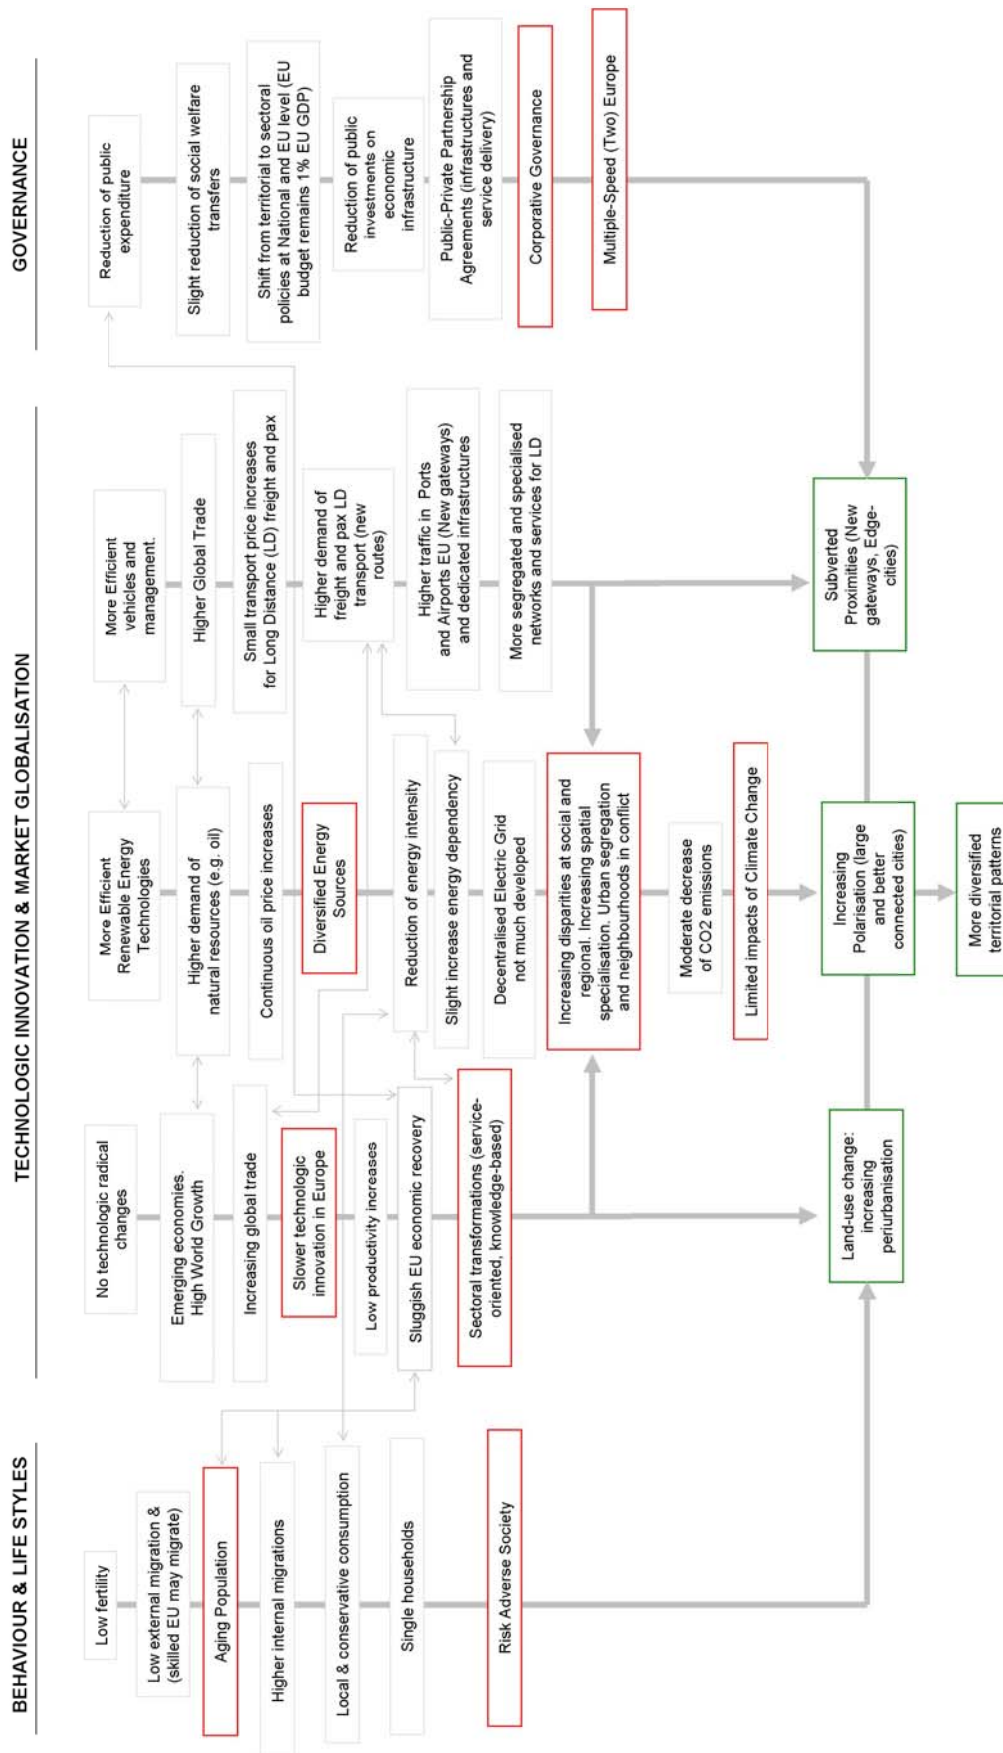 BEHAVIOUR & LIFE STYLES
Low fertility
Low external migration &
(skilled EU may migrate)
Aging Population
Higher internal migrations
Local & conservative consumption
Single households
Risk Adverse Society
TECHNOLOGIC INNOVATION & MARKET GLOBALISATION
No technologic radical
changes
Emerging economies.
High World Growth
Increasing global trade
Slower technologic
innovation in Europe
Low productivity increases
Sluggish EU economic recovery
Sectoral transformations (service-
oriented, knowledge-based)
More Efficient
Renewable Energy
Technologies
Higher demand of
natural resources (e.g. oil)
Continuous oil price increases
Diversified Energy
Sources
Reduction of energy intensity
Slight increase energy dependency
Decentralised Electric Grid
not much developed
Increasing disparities at social and
regional. Increasing spatial
specialisation. Urban segregation
and neighbourhoods in conflict
Moderate decrease
of CO2 emissions
Limited impacts of Climate Change
More Efficient
vehicles and
management.
Higher Global Trade
Small transport price increases
for Long Distance (LD) freight and pax
Higher demand of
freight and pax LD
transport (new
routes)
Higher traffic in Ports
and Airports EU (New gateways)
and dedicated infrastructures
More segregated and specialised
networks and services for LD
GOVERNANCE
Reduction of public
expenditure
Slight reduction of social welfare
transfers
Shift from territorial to sectoral
policies at National and EU level (EU
budget remains 1% EU GDP)
Reduction of public
investments on
economic
infrastructure
Public-Private Partnership
Agreements (infrastructures and
service delivery)
Corporative Governance
Multiple-Speed (Two) Europe
Land-use change:
increasing
periurbanisation
Increasing
Polarisation (large
and better
connected cities)
Subverted
Proximities (New
gateways, Edge-
cities)
More diversified
territorial patterns